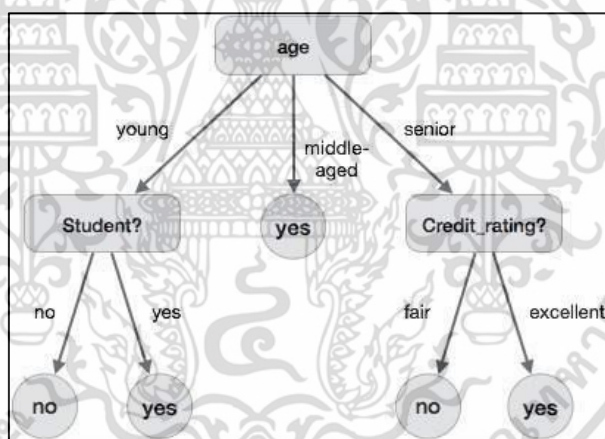 age
young
middle-
aged
senior
Student?
yes
Credit_rating?
no
yes
fair
excellent
no
yes
no
yes